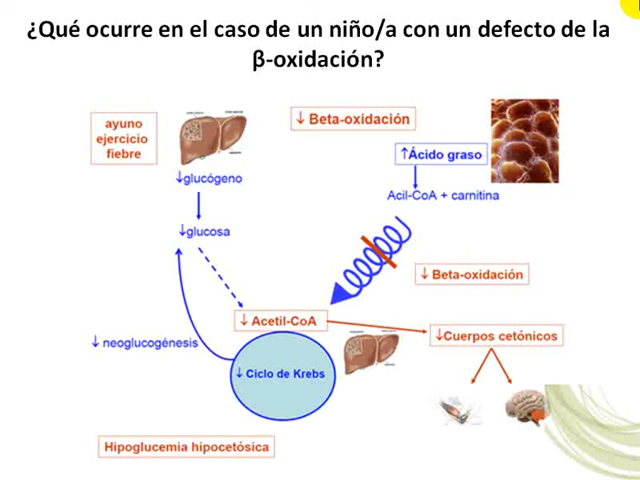 ¿Qué ocurre en el caso de un niño/a con un defecto de la
β-oxidación?
ayuno
ejercicio
fiebre
↓ Beta-oxidación
↑Ácido graso
↓glucógeno
Acil-CoA + carnitina
↓glucosa
↓ Beta-oxidación
↓ Acetil-CoA
↓Cuerpos cetónicos
↓ neoglucogénesis
↓ Ciclo de Krebs
Hipoglucemia hipocetósica